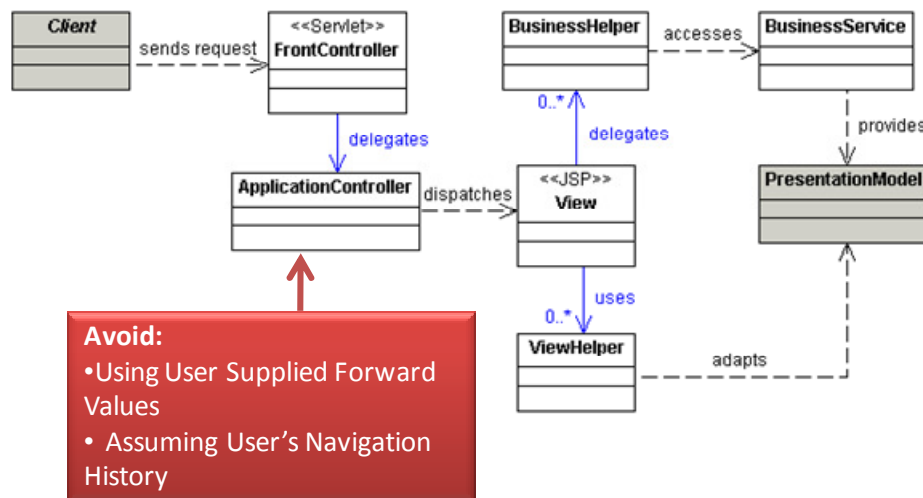 Client
sends request
<<Servlet>>
FrontController
delegates
ApplicationController
dispatches
BusinessHelper
accesses
BusinessService
0..*
delegates
provides
<<JSP>>
View
PresentationModel
uses
0..*
ViewHelper
adapts
Avoid:
•Using User Supplied Forward
Values
• Assuming User's Navigation
History